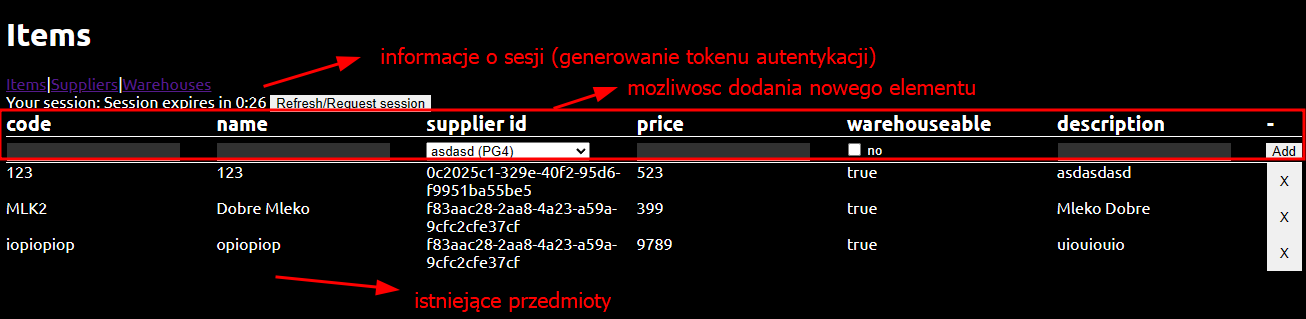 Items
informacje o sesji (generowanie tokenu autentykacji)
Items|Suppliers|Warehouses
mozliwosc dodania nowego elementu
Your session: Session expires in 0:26 Refresh/Request session
code name supplier id price warehouseable description -
asdasd (PG4) no Add
123 123 0c2025c1-329e-40f2-95d6- 523 true asdasdasd X
f9951ba55be5
MLK2 Dobre Mleko f83aac28-2aa8-4a23-a59a- 399 true Mleko Dobre X
9cfc2cfe37cf
iopiopiop opiopiop f83aac28-2aa8-4a23-a59a- 9789 true uiouiouio X
9cfc2cfe37cf
istniejące przedmioty